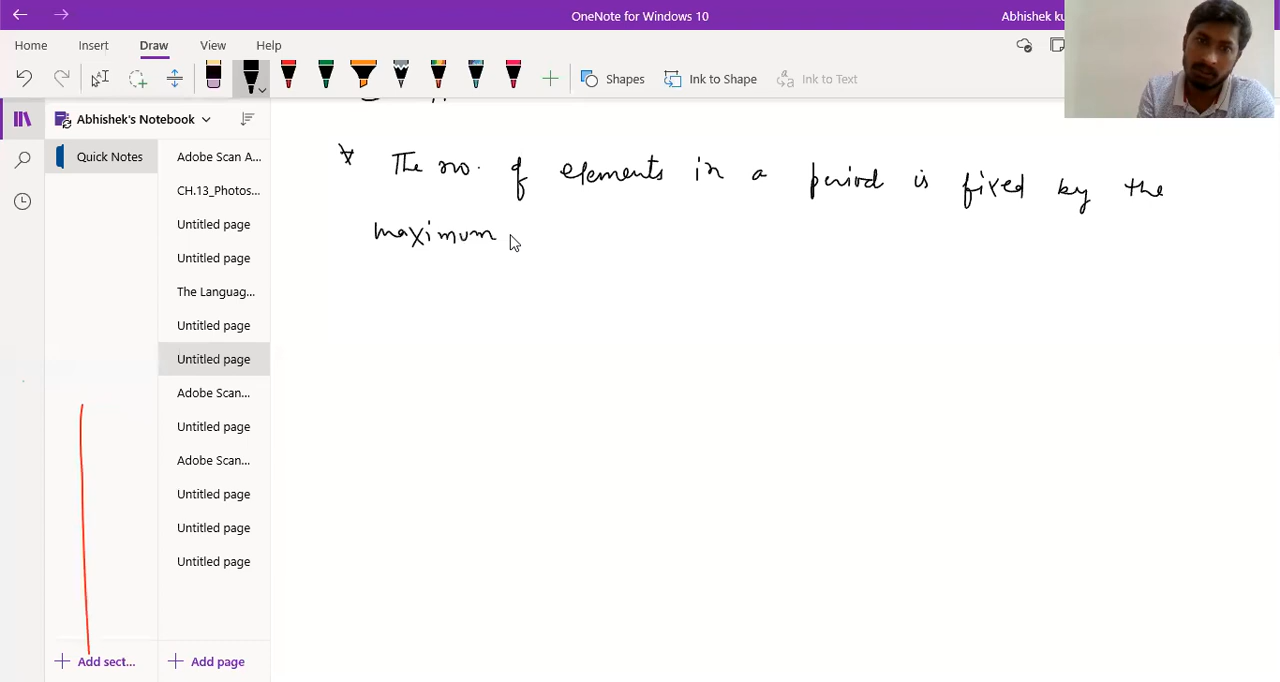 OneNote for Windows 10
Abhishek ku
Home Insert Draw View Help
Shapes Ink to Shape Ink to Text
Abhishek's Notebook
Quick Notes
Adobe Scan A...
CH.13_Photos...
Untitled page
Untitled page
The Languag...
Untitled page
Untitled page
Adobe Scan...
Untitled page
Adobe Scan...
Untitled page
Untitled page
Untitled page
Add sect... Add page
* The no. of elements in a period is fixed by the
maximum